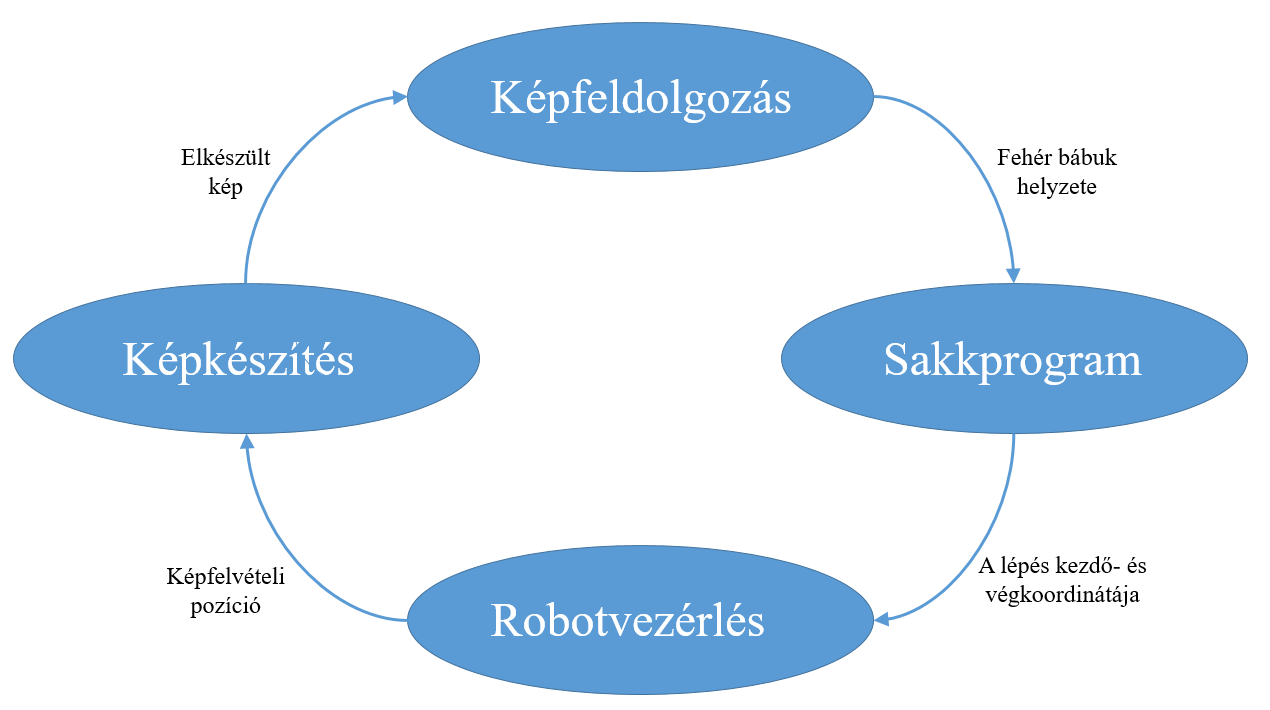 Képfeldolgozás
Elkészült
kép
Fehér bábuk
helyzete
Képkészítés
Sakkprogram
Képfelvételi
pozíció
A lépés kezdő- és
végkoordinátája
Robotvezérlés